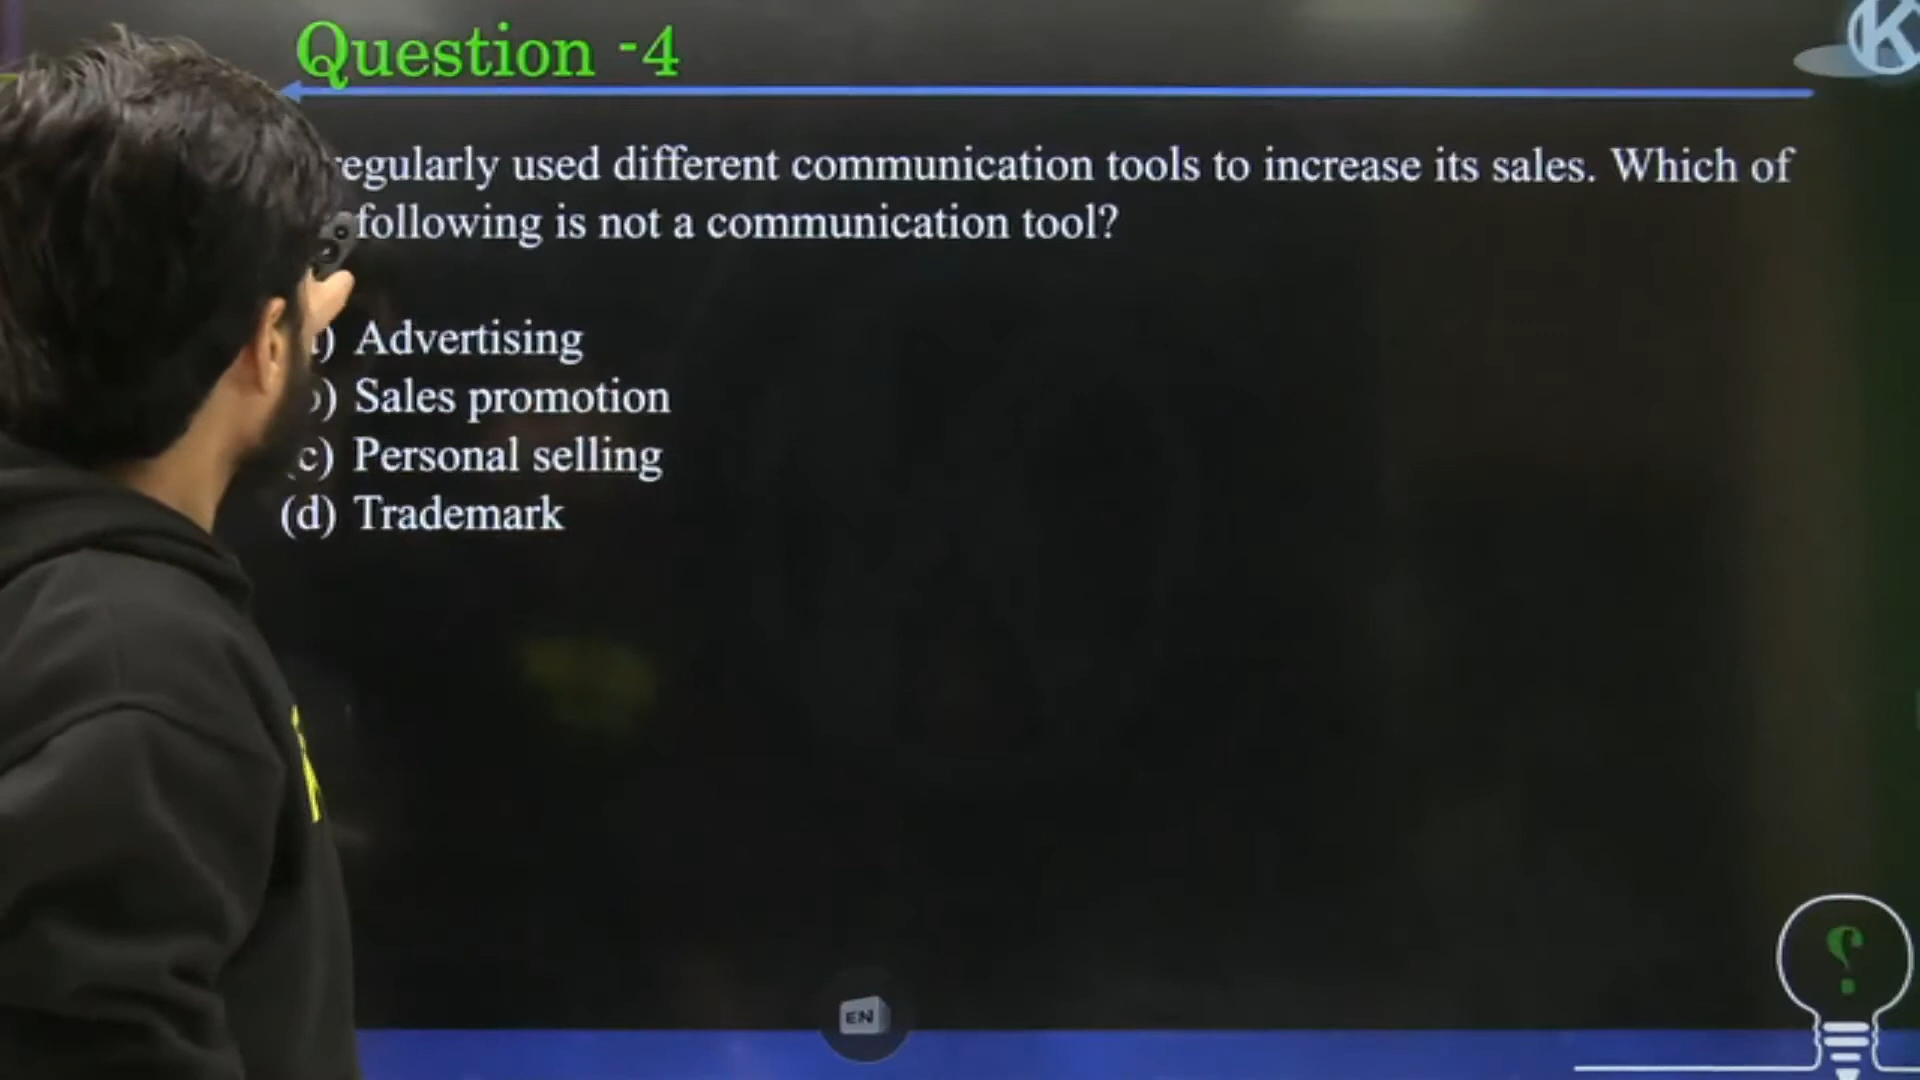 Question -4
regularly used different communication tools to increase its sales. Which of
following is not a communication tool?
Advertising
Sales promotion
(c) Personal selling
(d) Trademark
K
EN